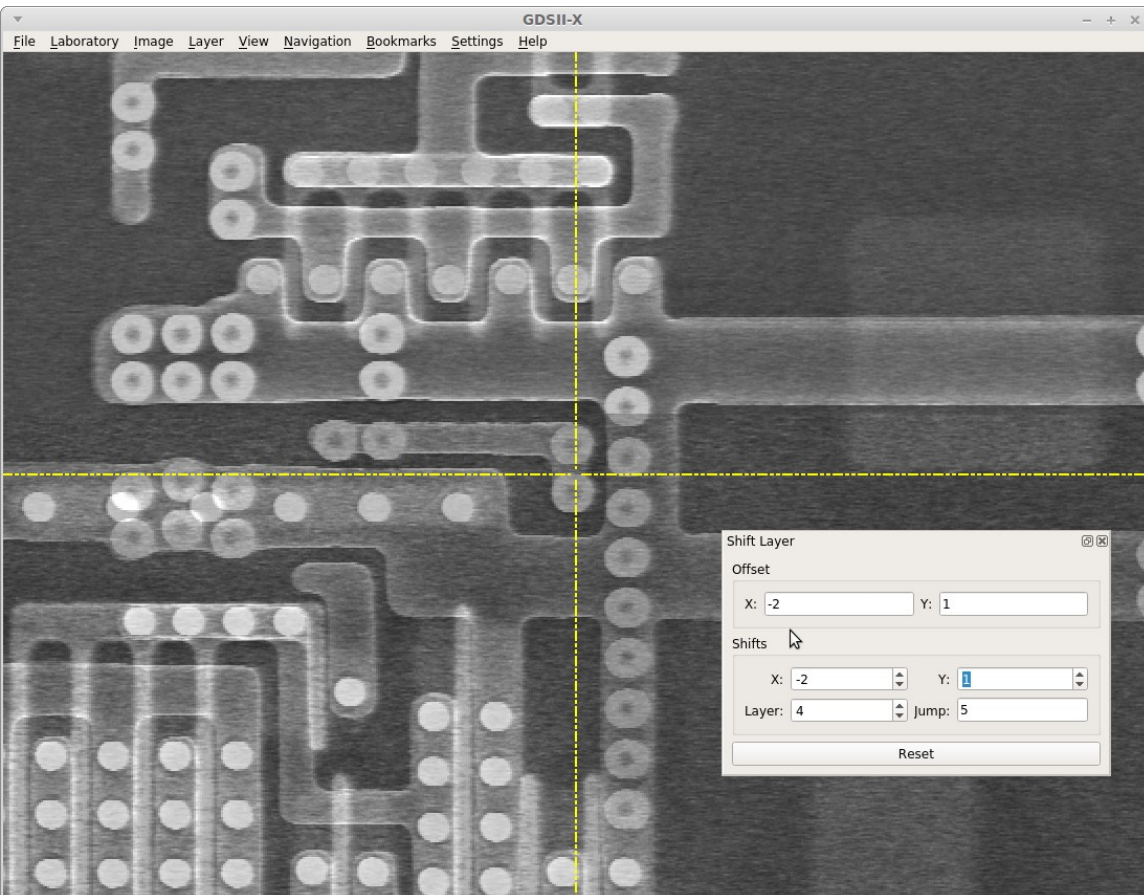 GDSII-X
File Laboratory Image Layer View Navigation Bookmarks Settings Help
Shift Layer
Offset
X: -2 Y: 1
Shifts
X: -2 Y: 1
Layer: 4 Jump: 5
Reset